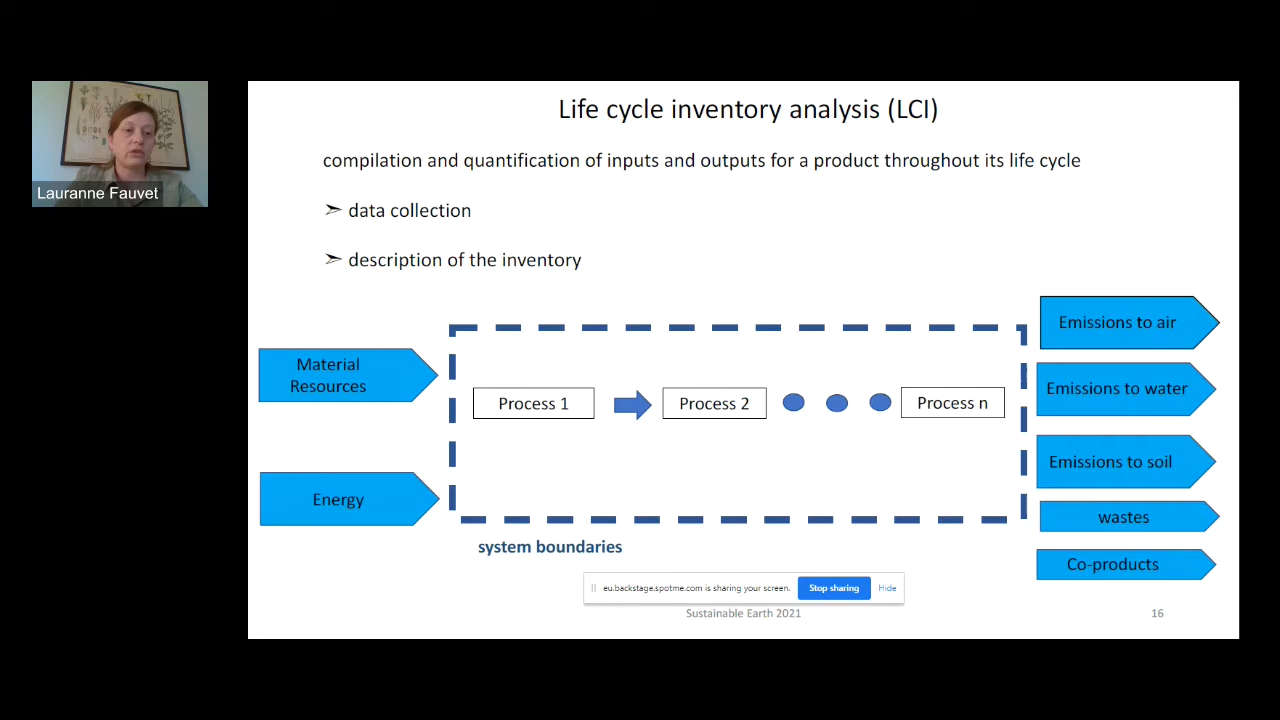 Life cycle inventory analysis (LCI)
compilation and quantification of inputs and outputs for a product throughout its life cycle
➢ data collection
➢ description of the inventory
Lauranne Fauvet
Material
Resources
Energy
Process 1
Process 2
Process n
system boundaries
Emissions to air
Emissions to water
Emissions to soil
wastes
Co-products
eu.backstage.spotme.com is sharing your screen.
Stop sharing
Hide
Sustainable Earth 2021
16